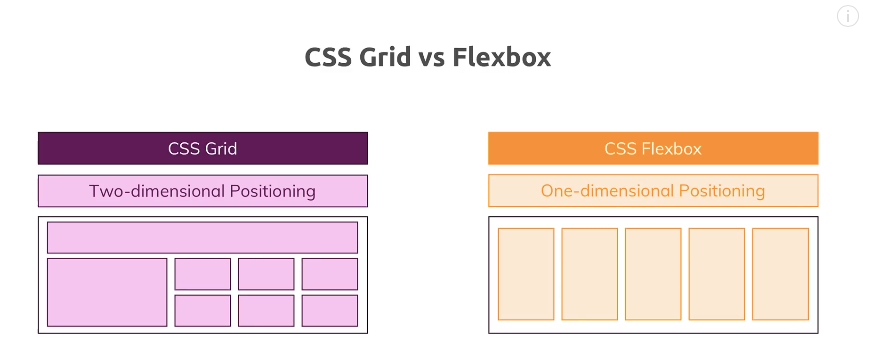 CSS Grid vs Flexbox
CSS Grid
Two-dimensional Positioning
CSS Flexbox
One-dimensional Positioning